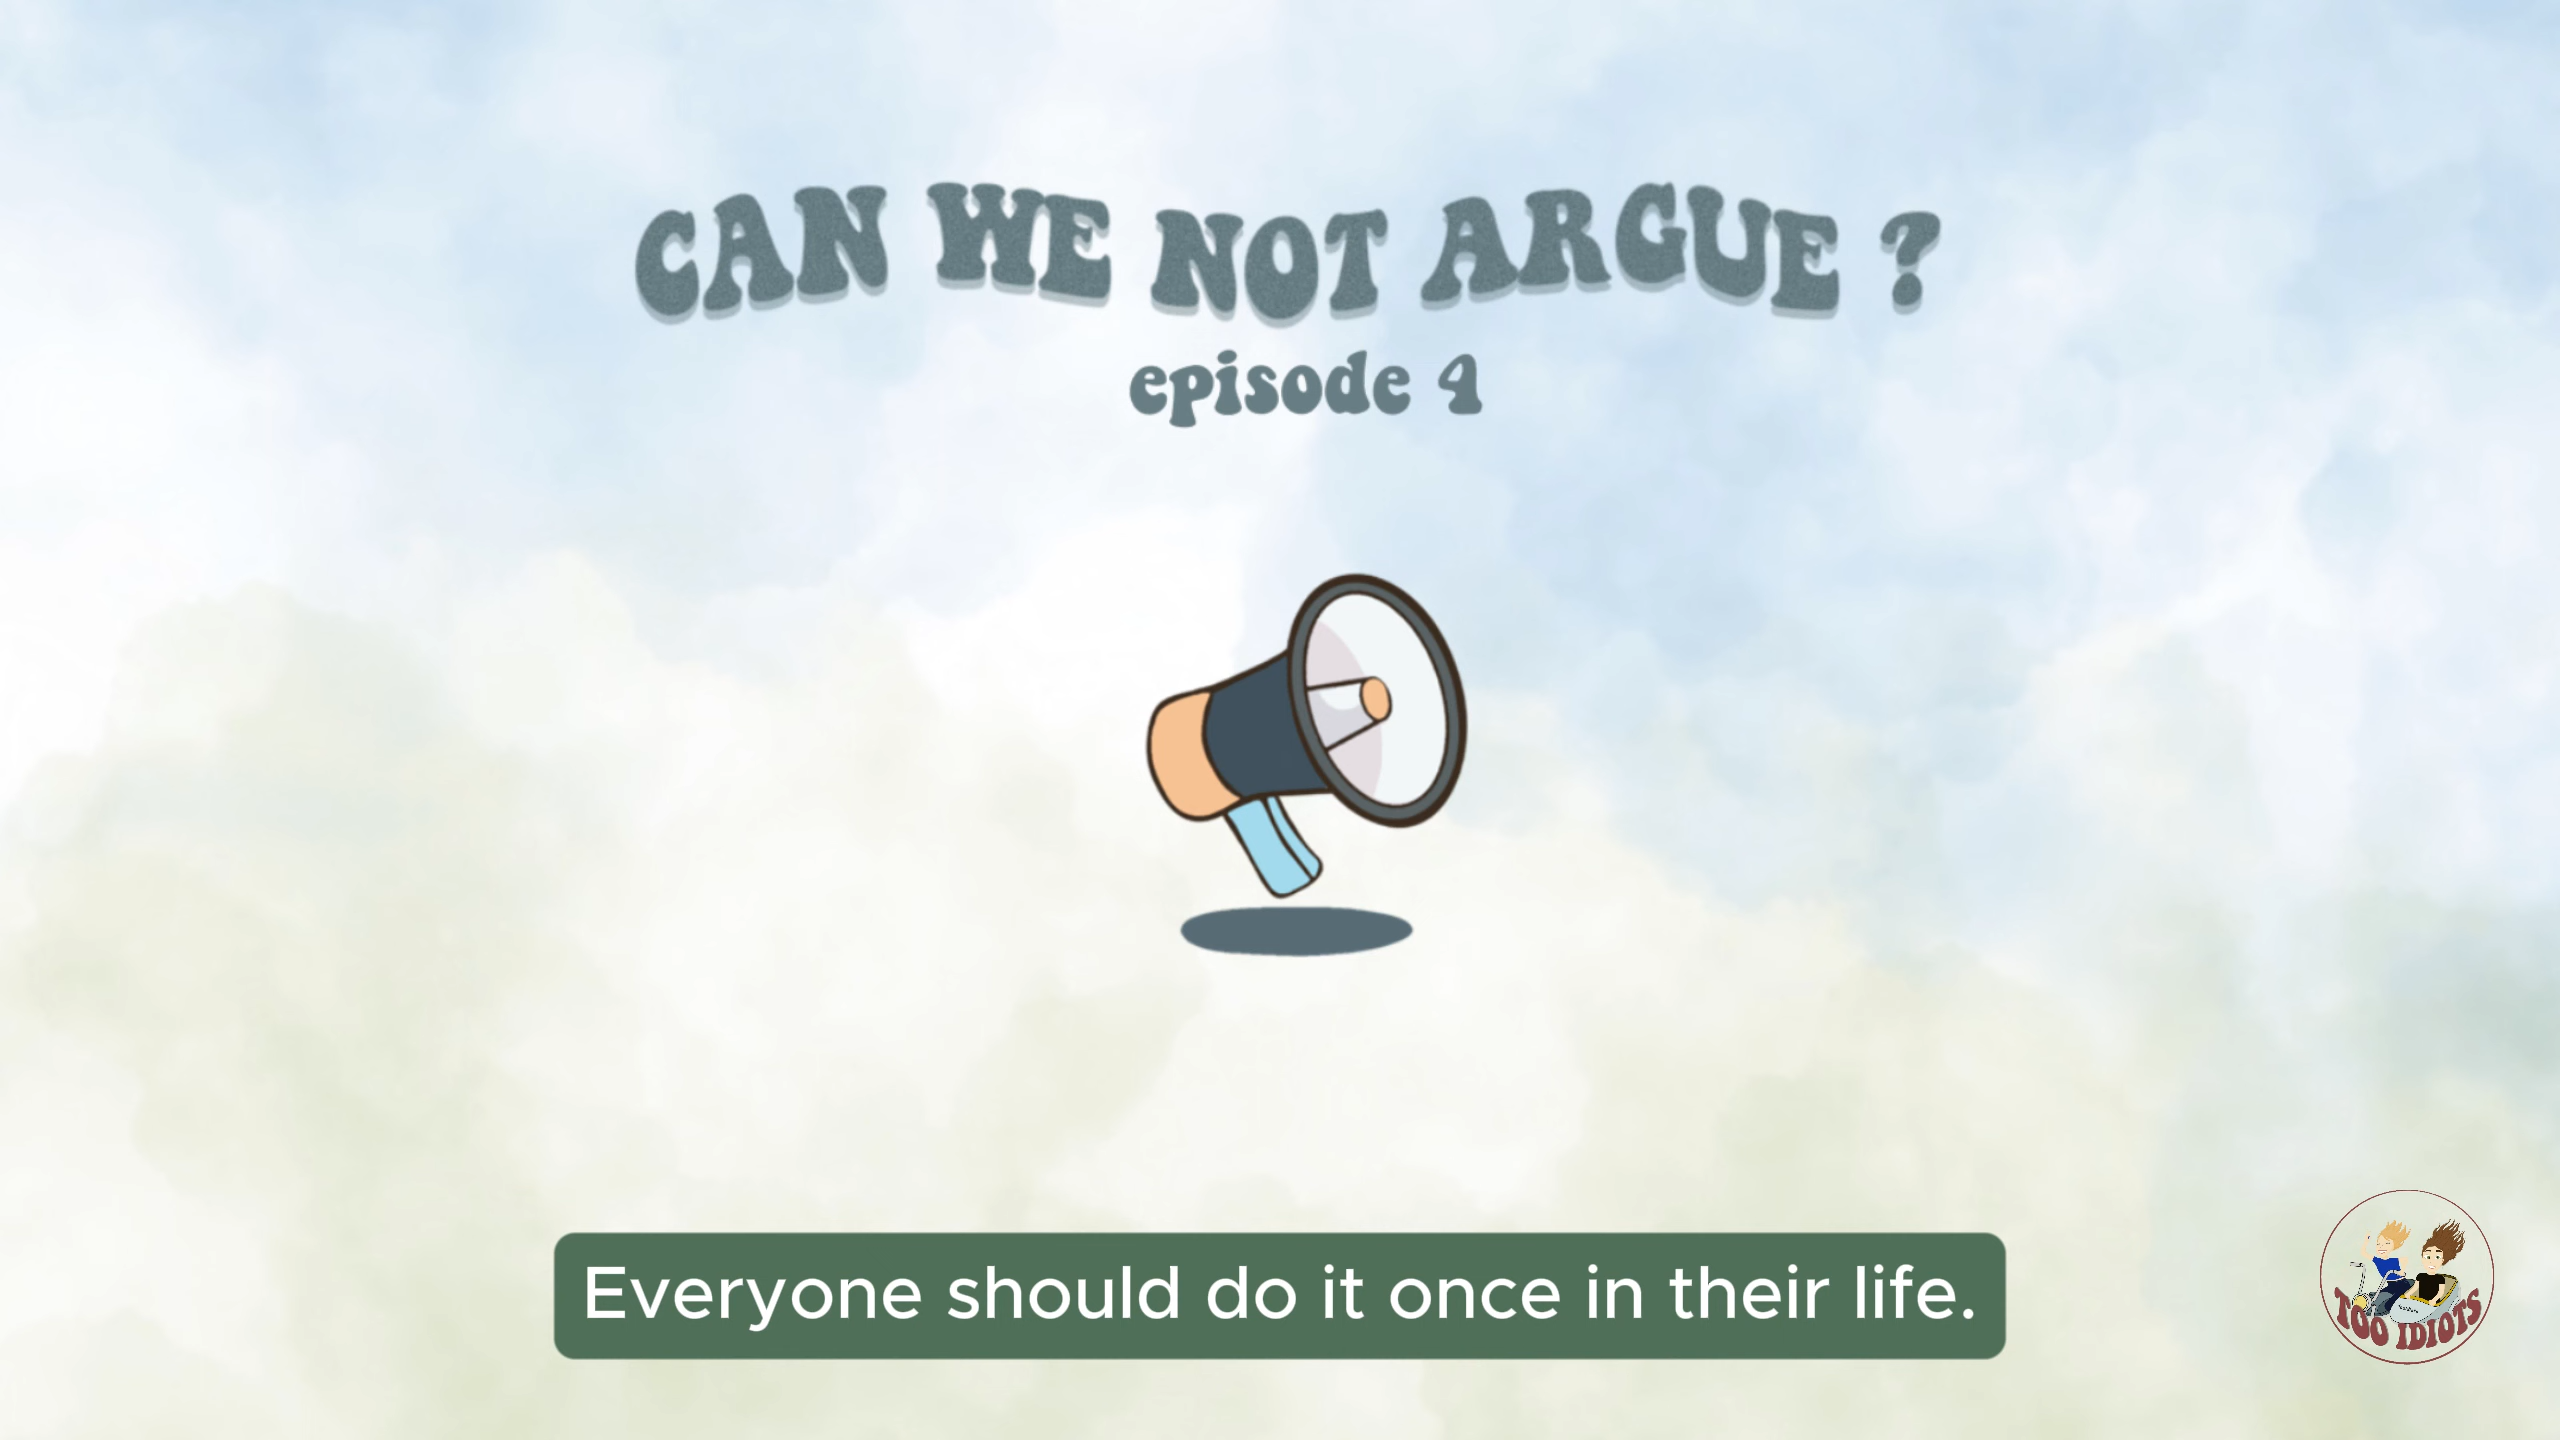 CAN WE NOT ARGUE ?
episode 4
Everyone should do it once in their life.
TOO IDIOTS